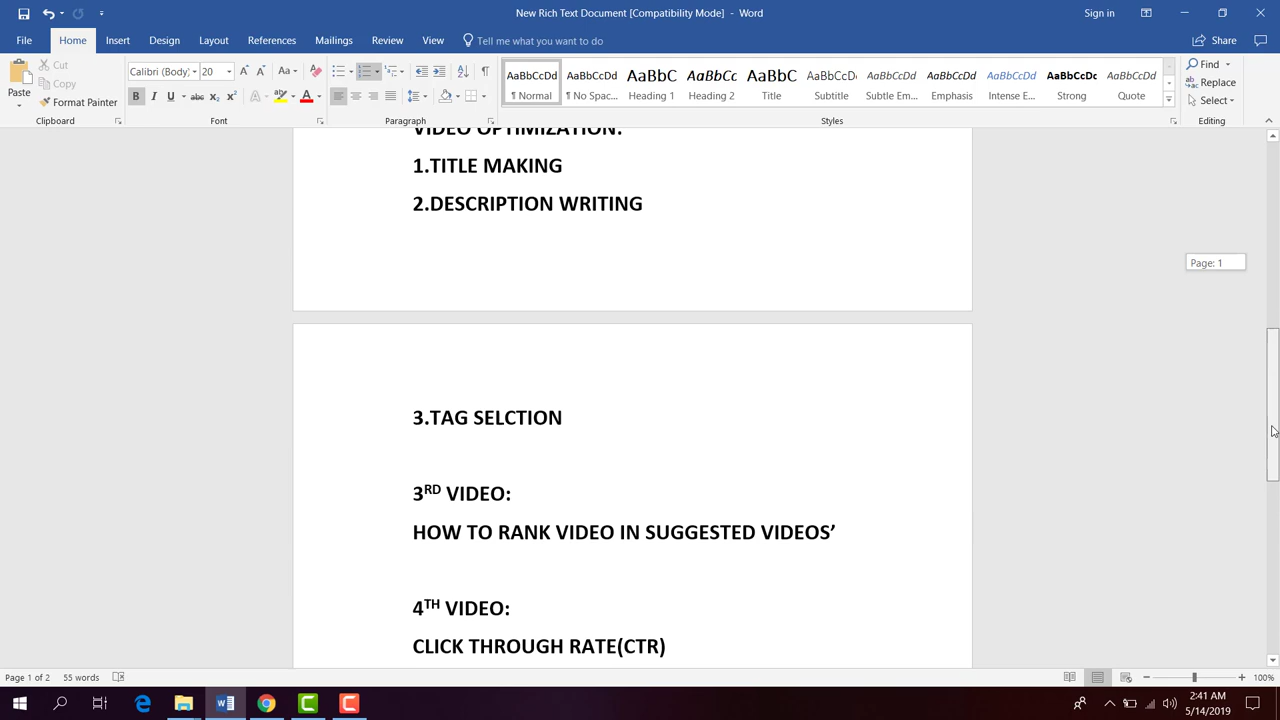 New Rich Text Document [Compatibility Mode] - Word
Sign in
File Home Insert Design Layout References Mailings Review View Tell me what you want to do Share
Paste
Cut
Copy
Format Painter
Clipboard
Calibri (Body) 20
Font
Paragraph
AaBbCcDd AaBbCcDd AaBbC AaBbCc AaBbC AaBbCcD AaBbCcDd AaBbCcDd AaBbCcDd AaBbCcDc AaBbCcDd
¶ Normal ¶ No Spac... Heading 1 Heading 2 Title Subtitle Subtle Em... Emphasis Intense E... Strong Quote
Styles
Find
Replace
Select
Editing
VIDEO OPTIMIZATION:
1.TITLE MAKING
2.DESCRIPTION WRITING
Page: 1
3.TAG SELCTION
3RD VIDEO:
HOW TO RANK VIDEO IN SUGGESTED VIDEOS’
4TH VIDEO:
CLICK THROUGH RATE(CTR)
Page 1 of 2 55 words
100%
2:41 AM
5/14/2019